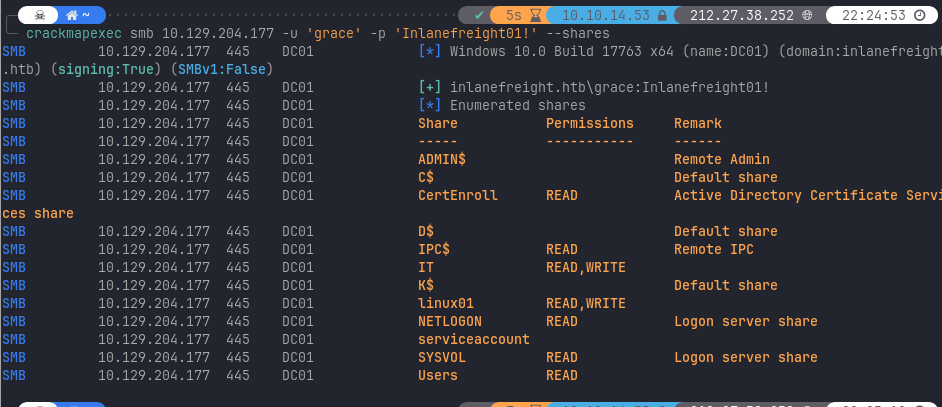 ~ ✔ 5s 10.10.14.53 212.27.38.252 22:24:53
crackmapexec smb 10.129.204.177 -u 'grace' -p 'Inlanefreight01!' --shares
SMB 10.129.204.177 445 DC01 [*] Windows 10.0 Build 17763 x64 (name:DC01) (domain:inlanefreight
.htb) (signing:True) (SMBv1:False)
SMB 10.129.204.177 445 DC01 [+] inlanefreight.htb\grace:Inlanefreight01!
SMB 10.129.204.177 445 DC01 [*] Enumerated shares
SMB 10.129.204.177 445 DC01 Share Permissions Remark
SMB 10.129.204.177 445 DC01 ----- ----------- ------
SMB 10.129.204.177 445 DC01 ADMIN$ Remote Admin
SMB 10.129.204.177 445 DC01 C$ Default share
SMB 10.129.204.177 445 DC01 CertEnroll READ Active Directory Certificate Servi
ces share
SMB 10.129.204.177 445 DC01 D$ Default share
SMB 10.129.204.177 445 DC01 IPC$ READ Remote IPC
SMB 10.129.204.177 445 DC01 IT READ,WRITE
SMB 10.129.204.177 445 DC01 K$ Default share
SMB 10.129.204.177 445 DC01 linux01 READ,WRITE
SMB 10.129.204.177 445 DC01 NETLOGON READ Logon server share
SMB 10.129.204.177 445 DC01 serviceaccount
SMB 10.129.204.177 445 DC01 SYSVOL READ Logon server share
SMB 10.129.204.177 445 DC01 Users READ